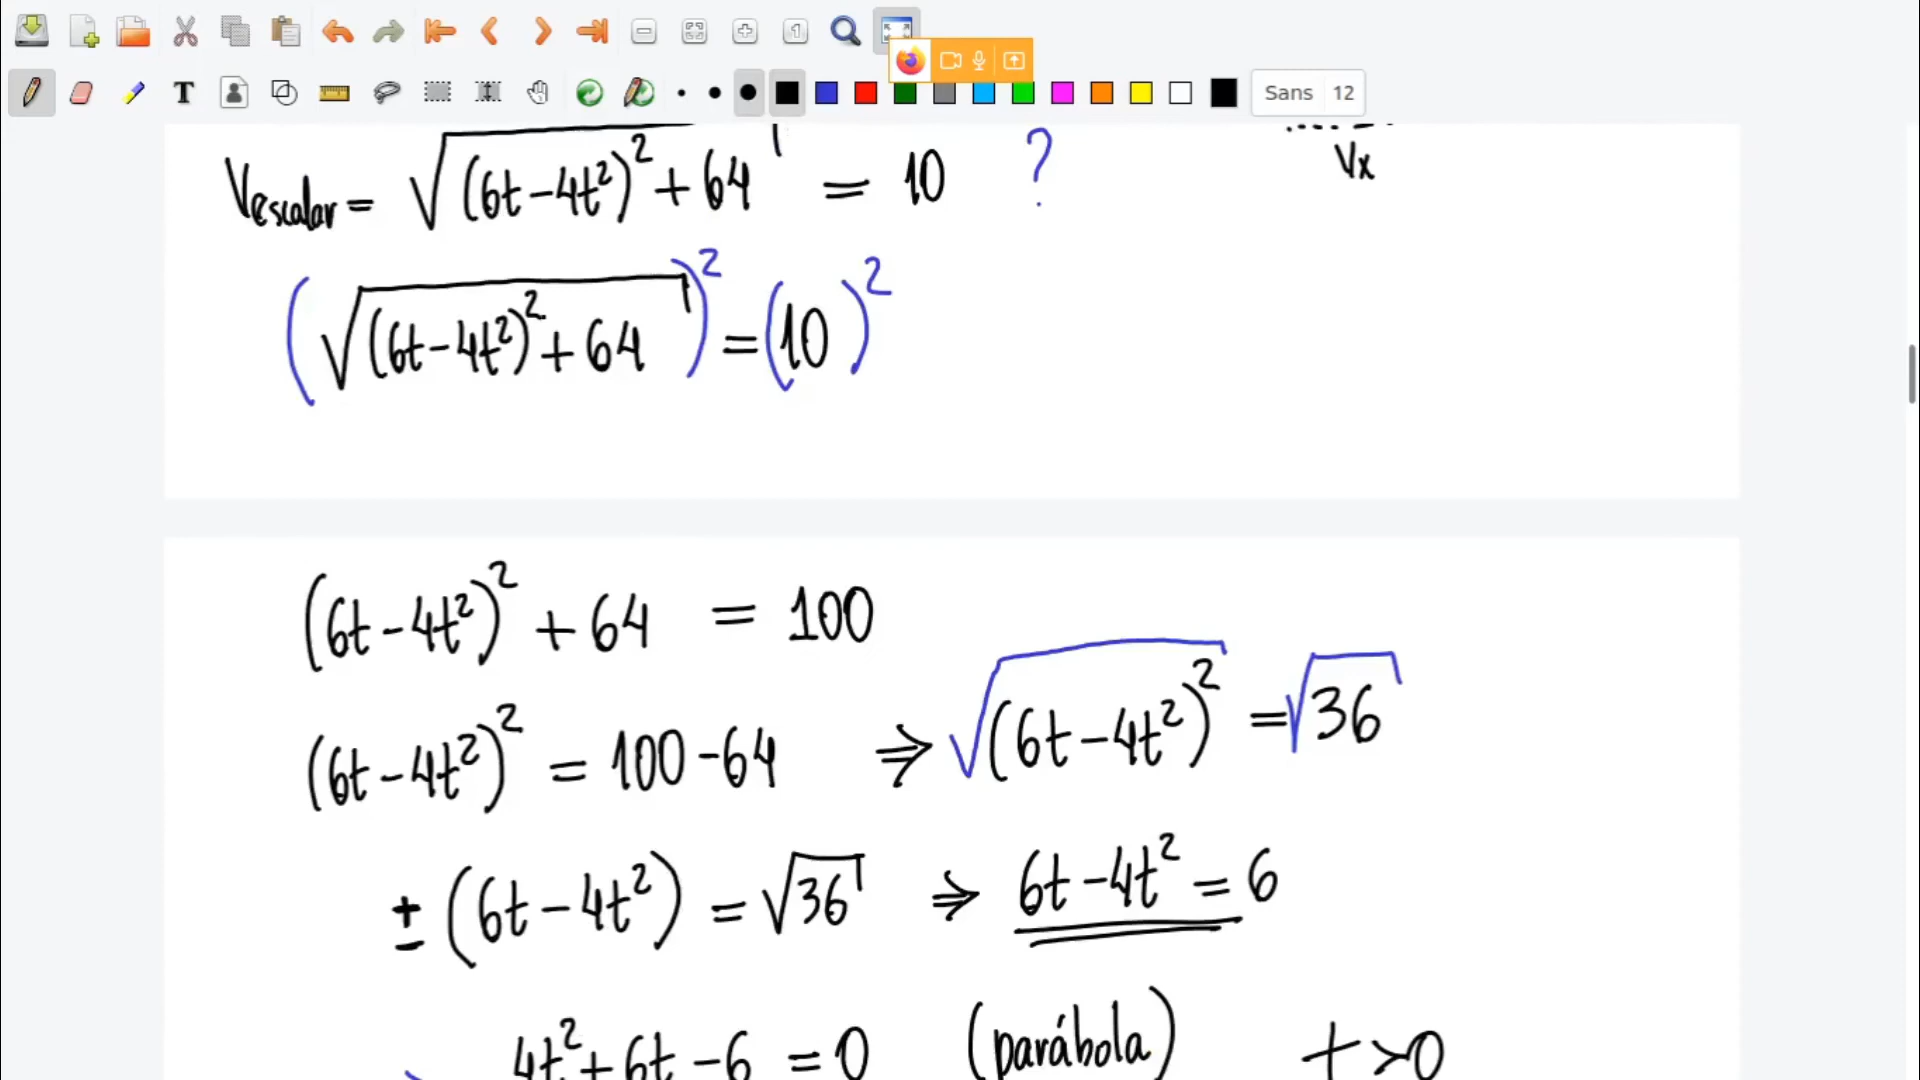 Sans 12
Vescalar = √(6t-4t²)²+64 = 10 ?
Vx
(√(6t-4t²)²+64)² = (10)²
(6t-4t²)² + 64 = 100
(6t-4t²)² = 100-64 ⇒ √(6t-4t²)² = √36
± (6t-4t²) = √36 ⇒ 6t-4t² = 6
4t²+6t-6 = 0 (parábola) t>0